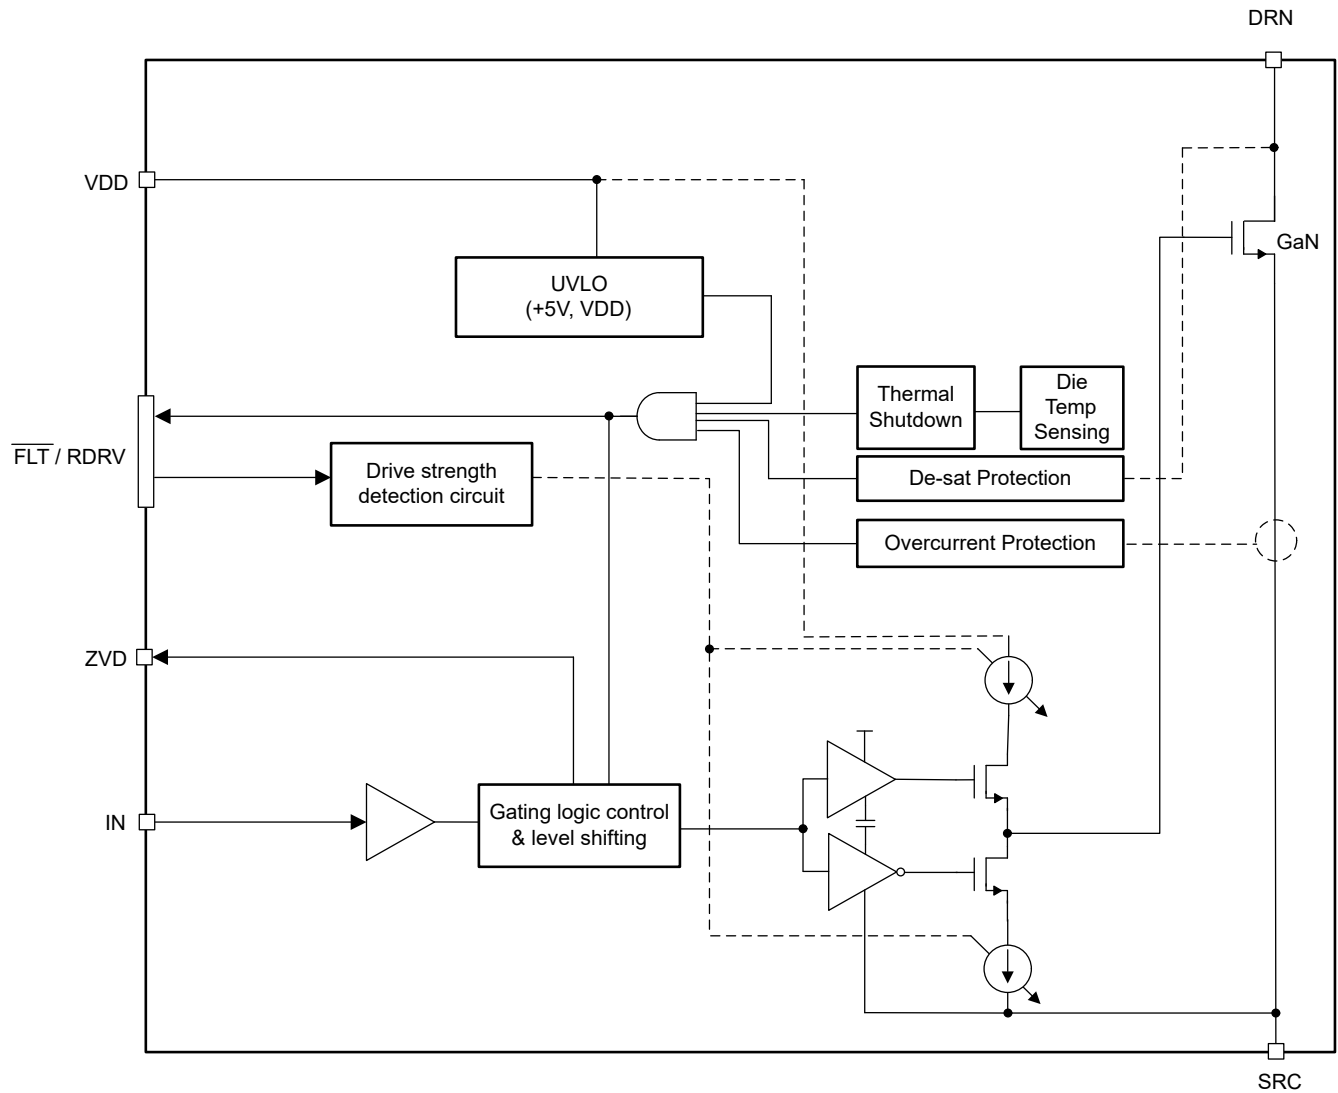 DRN
VDD
GaN
UVLO
(+5V, VDD)
Thermal
Shutdown
Die
Temp
Sensing
FLT / RDRV
Drive strength
detection circuit
De-sat Protection
Overcurrent Protection
ZVD
IN
Gating logic control
& level shifting
SRC